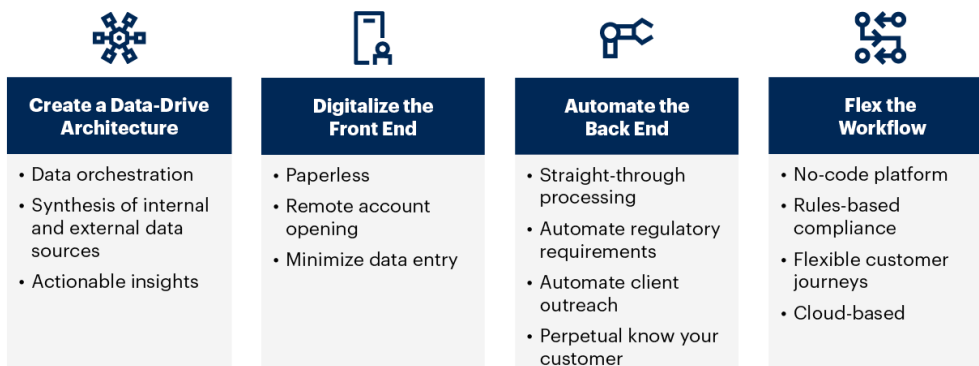 Create a Data-Drive
Architecture
• Data orchestration
• Synthesis of internal
and external data
sources
• Actionable insights
Digitalize the
Front End
• Paperless
• Remote account
opening
• Minimize data entry
Automate the
Back End
• Straight-through
processing
• Automate regulatory
requirements
• Automate client
outreach
• Perpetual know your
customer
Flex the
Workflow
• No-code platform
• Rules-based
compliance
• Flexible customer
journeys
• Cloud-based